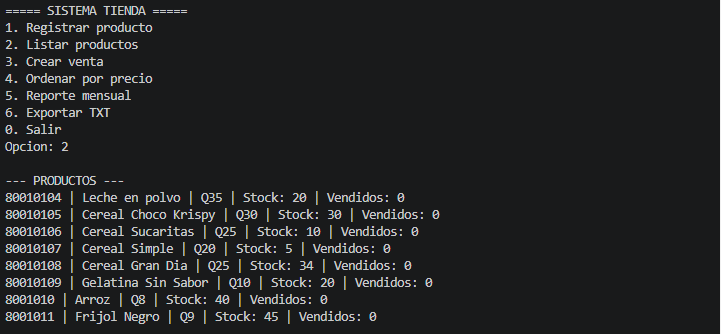 ===== SISTEMA TIENDA =====
1. Registrar producto
2. Listar productos
3. Crear venta
4. Ordenar por precio
5. Reporte mensual
6. Exportar TXT
0. Salir
Opcion: 2
--- PRODUCTOS ---
80010104 | Leche en polvo | Q35 | Stock: 20 | Vendidos: 0
80010105 | Cereal Choco Krispy | Q30 | Stock: 30 | Vendidos: 0
80010106 | Cereal Sucaritas | Q25 | Stock: 10 | Vendidos: 0
80010107 | Cereal Simple | Q20 | Stock: 5 | Vendidos: 0
80010108 | Cereal Gran Dia | Q25 | Stock: 34 | Vendidos: 0
80010109 | Gelatina Sin Sabor | Q10 | Stock: 20 | Vendidos: 0
8001010 | Arroz | Q8 | Stock: 40 | Vendidos: 0
8001011 | Frijol Negro | Q9 | Stock: 45 | Vendidos: 0